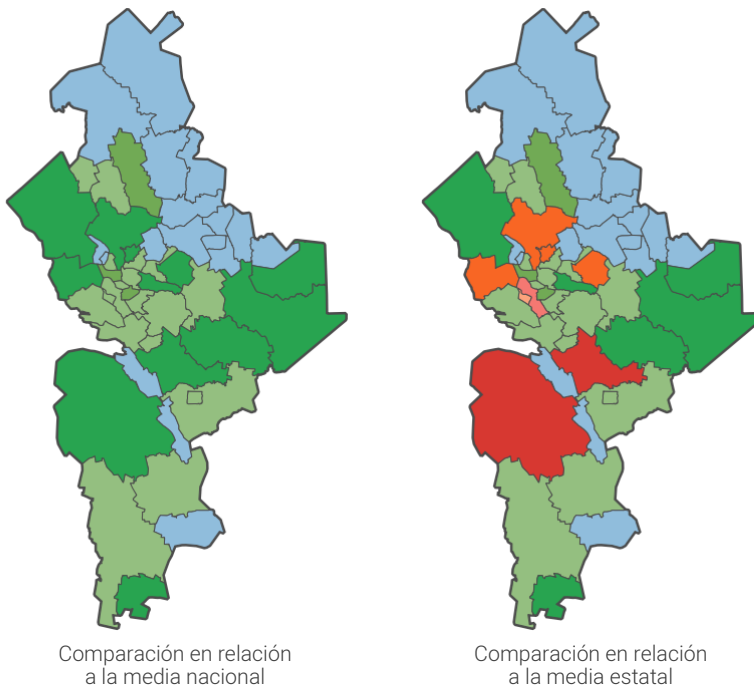 Comparación en relación
a la media nacional
Comparación en relación
a la media estatal